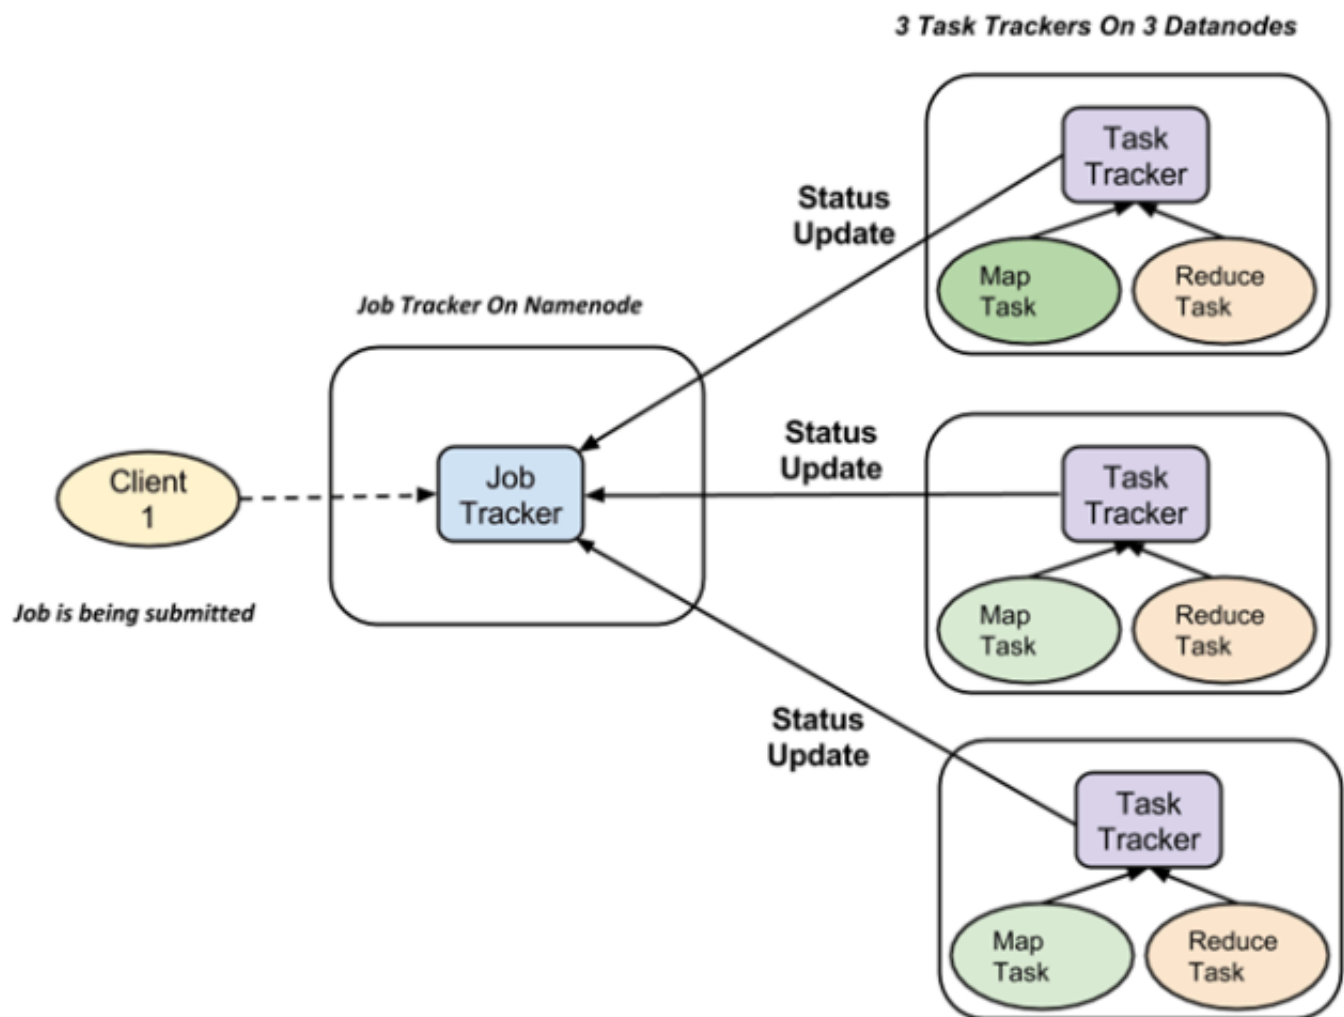 3 Task Trackers On 3 Datanodes
Task
Tracker
Status
Update
Map
Task
Reduce
Task
Job Tracker On Namenode
Status
Update
Client
1
Job
Tracker
Task
Tracker
Job is being submitted
Map
Task
Reduce
Task
Status
Update
Task
Tracker
Map
Task
Reduce
Task